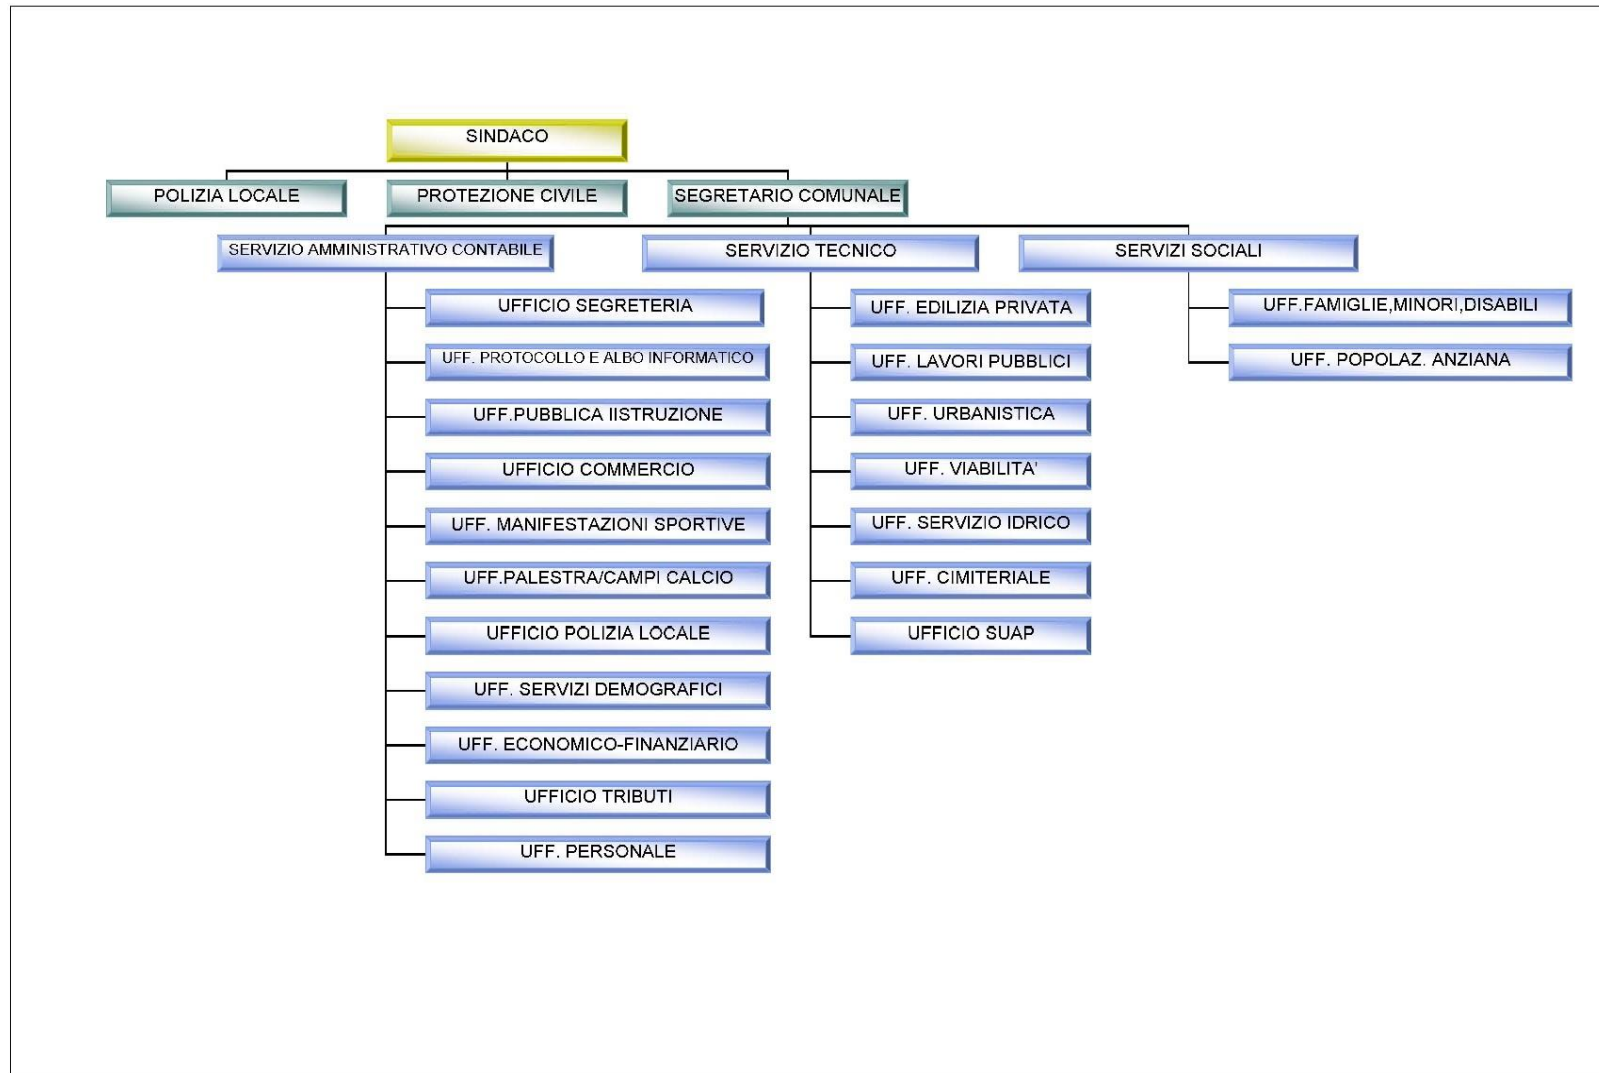 SINDACO
POLIZIA LOCALE
PROTEZIONE CIVILE
SEGRETARIO COMUNALE
SERVIZIO AMMINISTRATIVO CONTABILE
SERVIZIO TECNICO
SERVIZI SOCIALI
UFFICIO SEGRETERIA
UFF. PROTOCOLLO E ALBO INFORMATICO
UFF.PUBBLICA IISTRUZIONE
UFFICIO COMMERCIO
UFF. MANIFESTAZIONI SPORTIVE
UFF.PALESTRA/CAMPI CALCIO
UFFICIO POLIZIA LOCALE
UFF. SERVIZI DEMOGRAFICI
UFF. ECONOMICO-FINANZIARIO
UFFICIO TRIBUTI
UFF. PERSONALE
UFF. EDILIZIA PRIVATA
UFF. LAVORI PUBBLICI
UFF. URBANISTICA
UFF. VIABILITA'
UFF. SERVIZIO IDRICO
UFF. CIMITERIALE
UFFICIO SUAP
UFF.FAMIGLIE,MINORI,DISABILI
UFF. POPOLAZ. ANZIANA